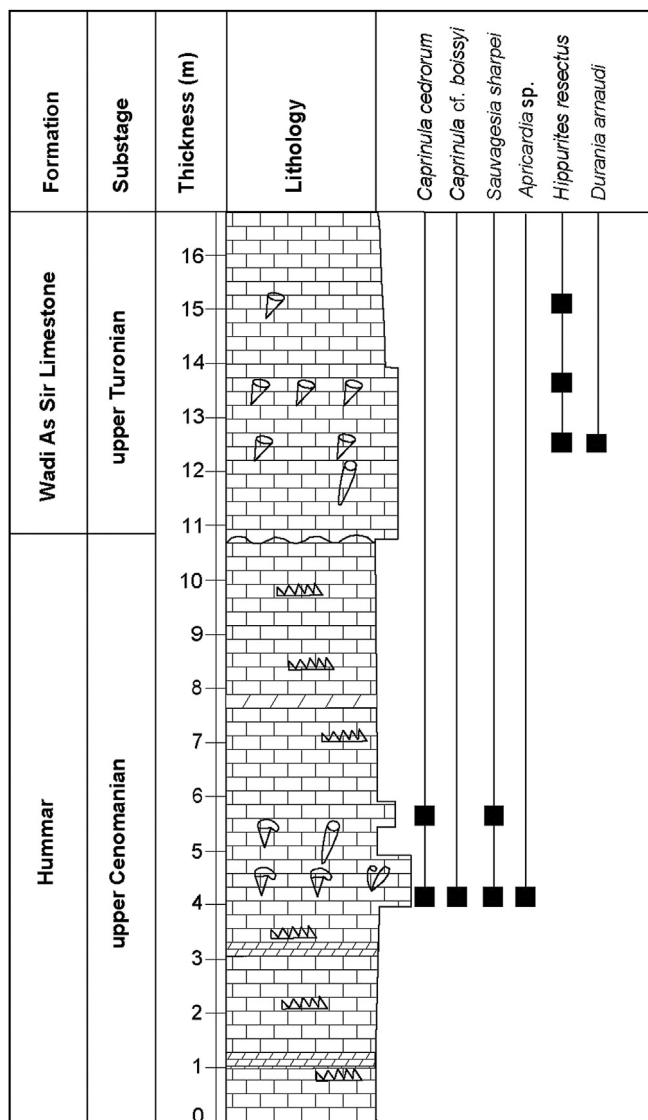 Formation
Substage
Thickness (m)
Lithology
Caprinula cedrorum
Caprinula cf. boissyi
Sauvagesia sharpei
Apricardia sp.
Hippurites resectus
Durania arnaudi
Wadi As Sir Limestone
upper Turonian
Hummar
upper Cenomanian
16
15
14
13
12
11
10
9
8
7
6
5
4
3
2
1
0